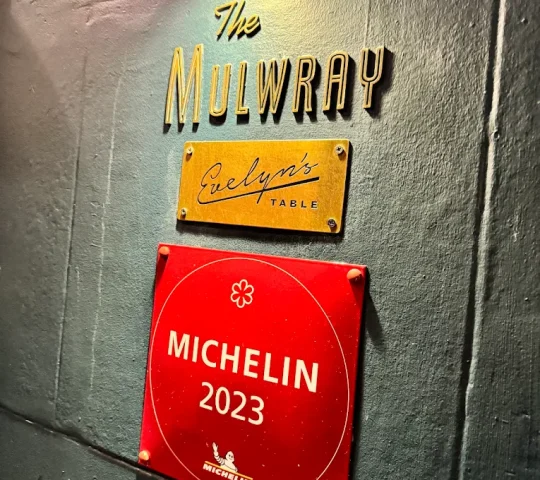 The
MULWRAY
Evelyn's
TABLE
MICHELIN
2023
MICHELIN